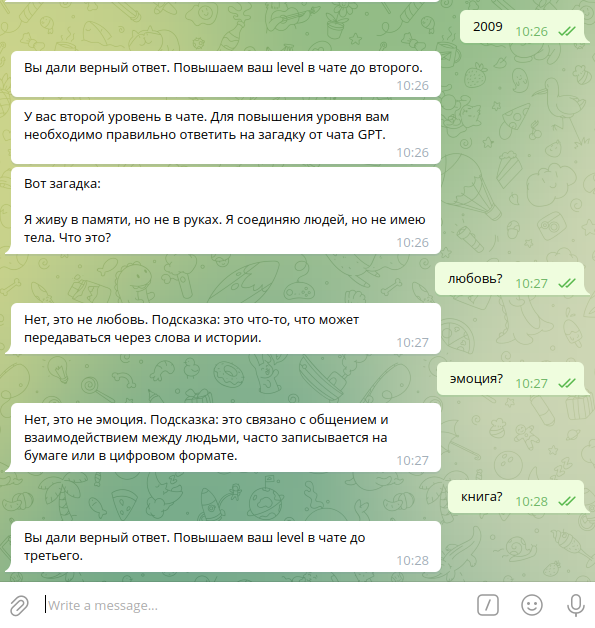 2009
10:26
Вы дали верный ответ. Повышаем ваш level в чате до второго.
10:26
У вас второй уровень в чате. Для повышения уровня вам
необходимо правильно ответить на загадку от чата GPT.
10:26
Вот загадка:
Я живу в памяти, но не в руках. Я соединяю людей, но не имею
тела. Что это?
10:26
любовь?
10:27
Нет, это не любовь. Подсказка: это что-то, что может
передаваться через слова и истории.
10:27
эмоция?
10:27
Нет, это не эмоция. Подсказка: это связано с общением и
взаимодействием между людьми, часто записывается на
бумаге или в цифровом формате.
10:27
книга?
10:28
Вы дали верный ответ. Повышаем ваш level в чате до
третьего.
10:28
Write a message...